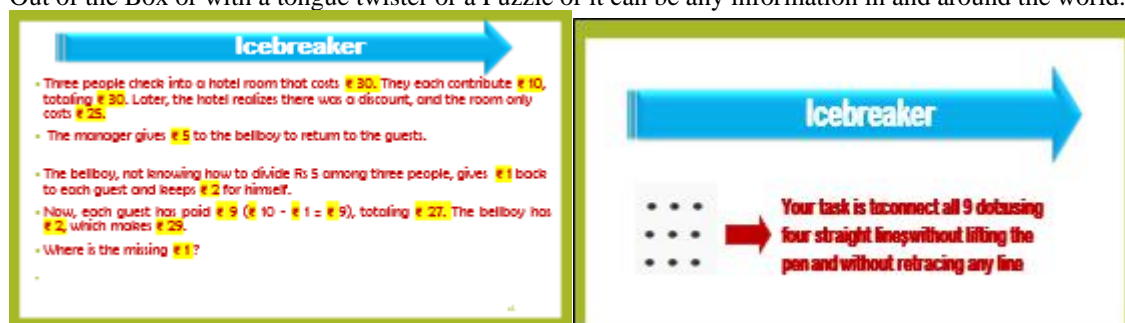 Out of the Box or with a tongue twister or a Puzzle or it can be any information in and around the world.
Icebreaker
Three people check into a hotel room that costs ₹ 30. They each contribute ₹ 10,
totaling ₹ 30. Later, the hotel realizes there was a discount, and the room only
costs ₹ 25.
The manager gives ₹ 5 to the bellboy to return to the guests.
The bellboy, not knowing how to divide Rs 5 among three people, gives ₹ 1 back
to each guest and keeps ₹ 2 for himself.
Now, each guest has paid ₹ 9 (₹ 10 - ₹ 1 = ₹ 9), totaling ₹ 27. The bellboy has
₹ 2, which makes ₹ 29.
Where is the missing ₹ 1?
Icebreaker
Your task is toconnect all 9 dotsusing
four straight lines,without lifting the
pen and without retracing any line